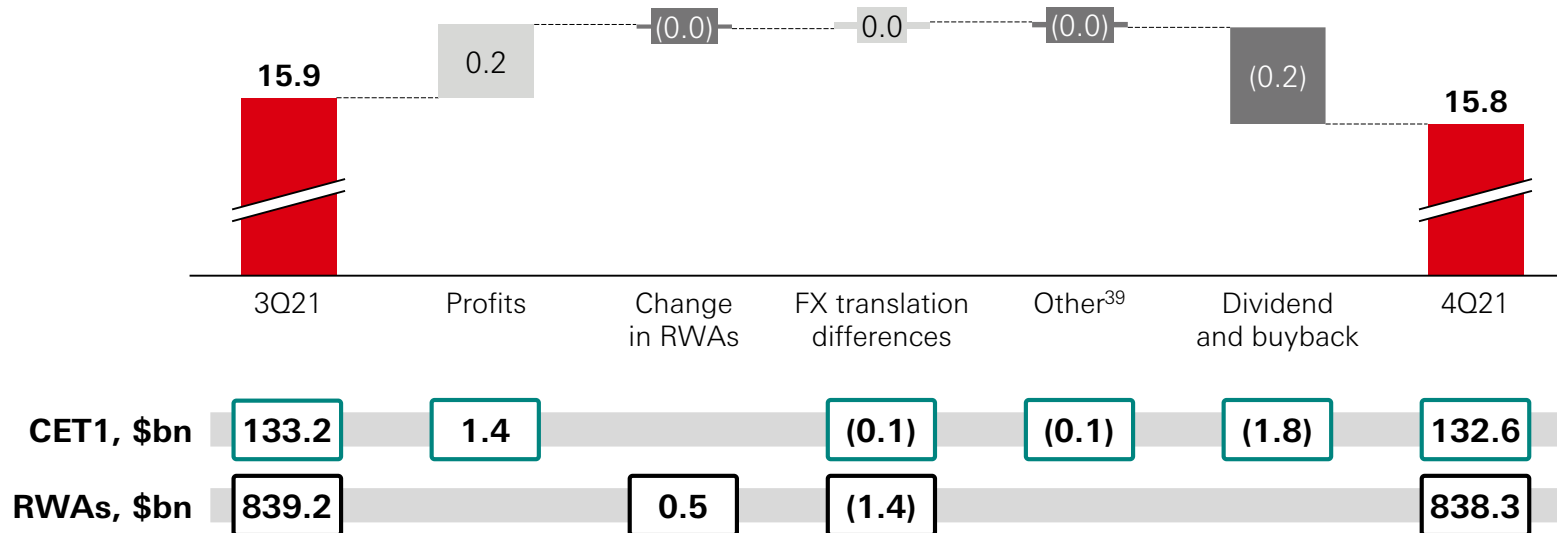 15.9
0.2
(0.0)
0.0
(0.0)
(0.2)
15.8
3Q21
Profits
Change
in RWAs
FX translation
differences
Other³⁹
Dividend
and buyback
4Q21
CET1, $bn 133.2 1.4 (0.1) (0.1) (1.8) 132.6
RWAs, $bn 839.2 0.5 (1.4) 838.3